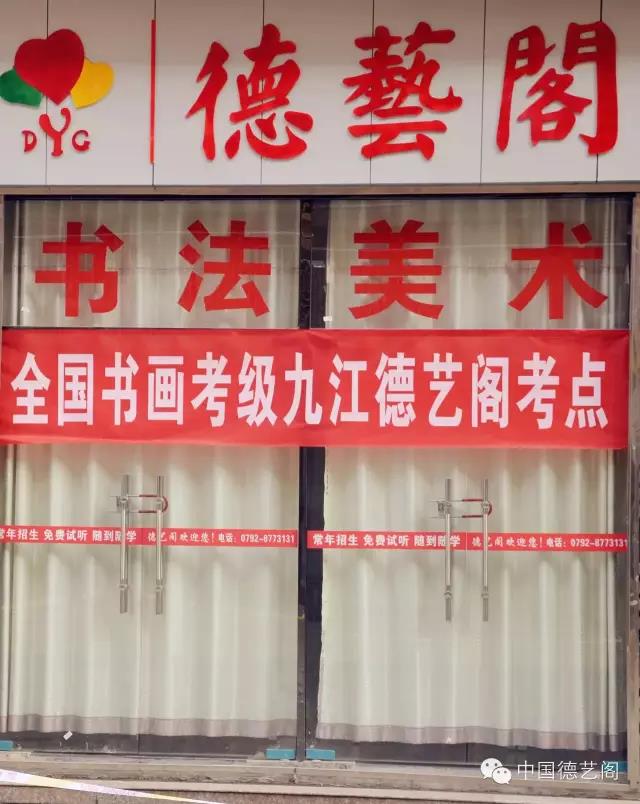 DYG
德藝閣
书法美术
全国书画考级九江德艺阁考点
常年招生 免费试听 随到随学 德艺阁欢迎您！电话：0792-8773131
常年招生 免费试听 随到随学 德艺阁欢迎您！电话：0792-8773131
中国德艺阁